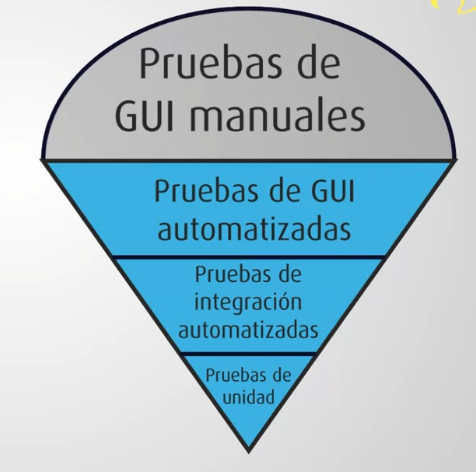 Pruebas de
GUI manuales
Pruebas de GUI
automatizadas
Pruebas de
integración
automatizadas
Pruebas de
unidad